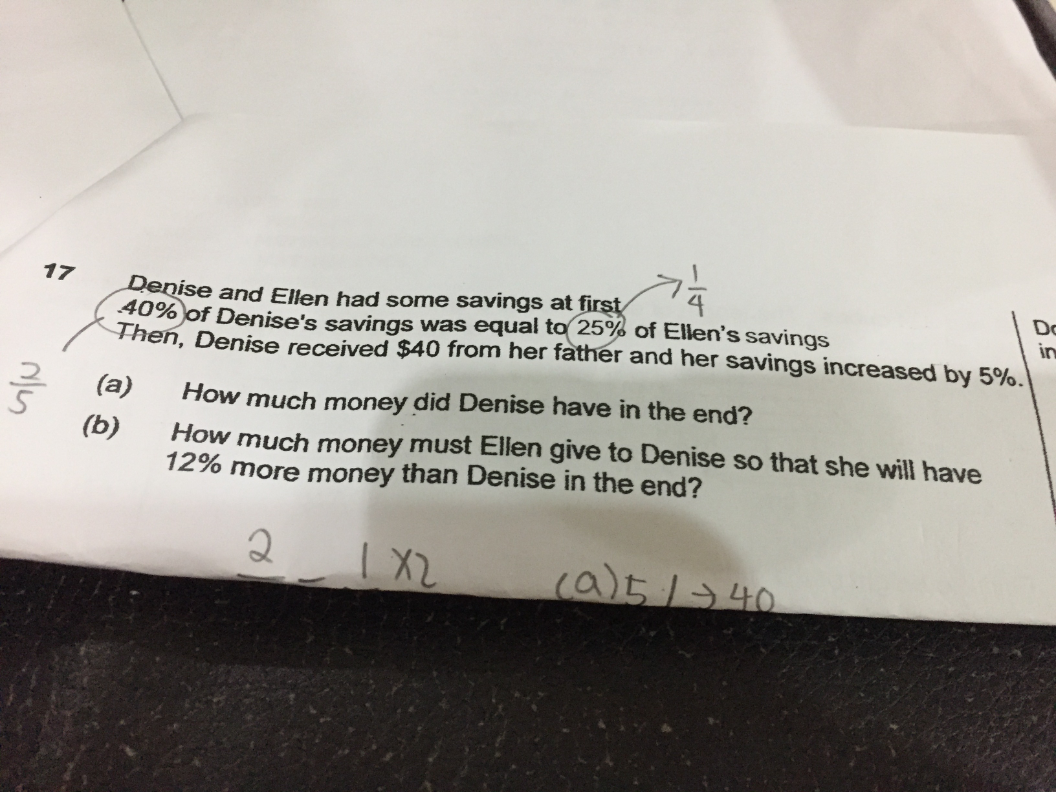 17
Denise and Ellen had some savings at first 1/4
40% of Denise's savings was equal to 25% of Ellen's savings
Then, Denise received $40 from her father and her savings increased by 5%.
2/5
(a) How much money did Denise have in the end?
(b) How much money must Ellen give to Denise so that she will have
12% more money than Denise in the end?
2 = 1 x2
(a) 5% → 40
Do
in